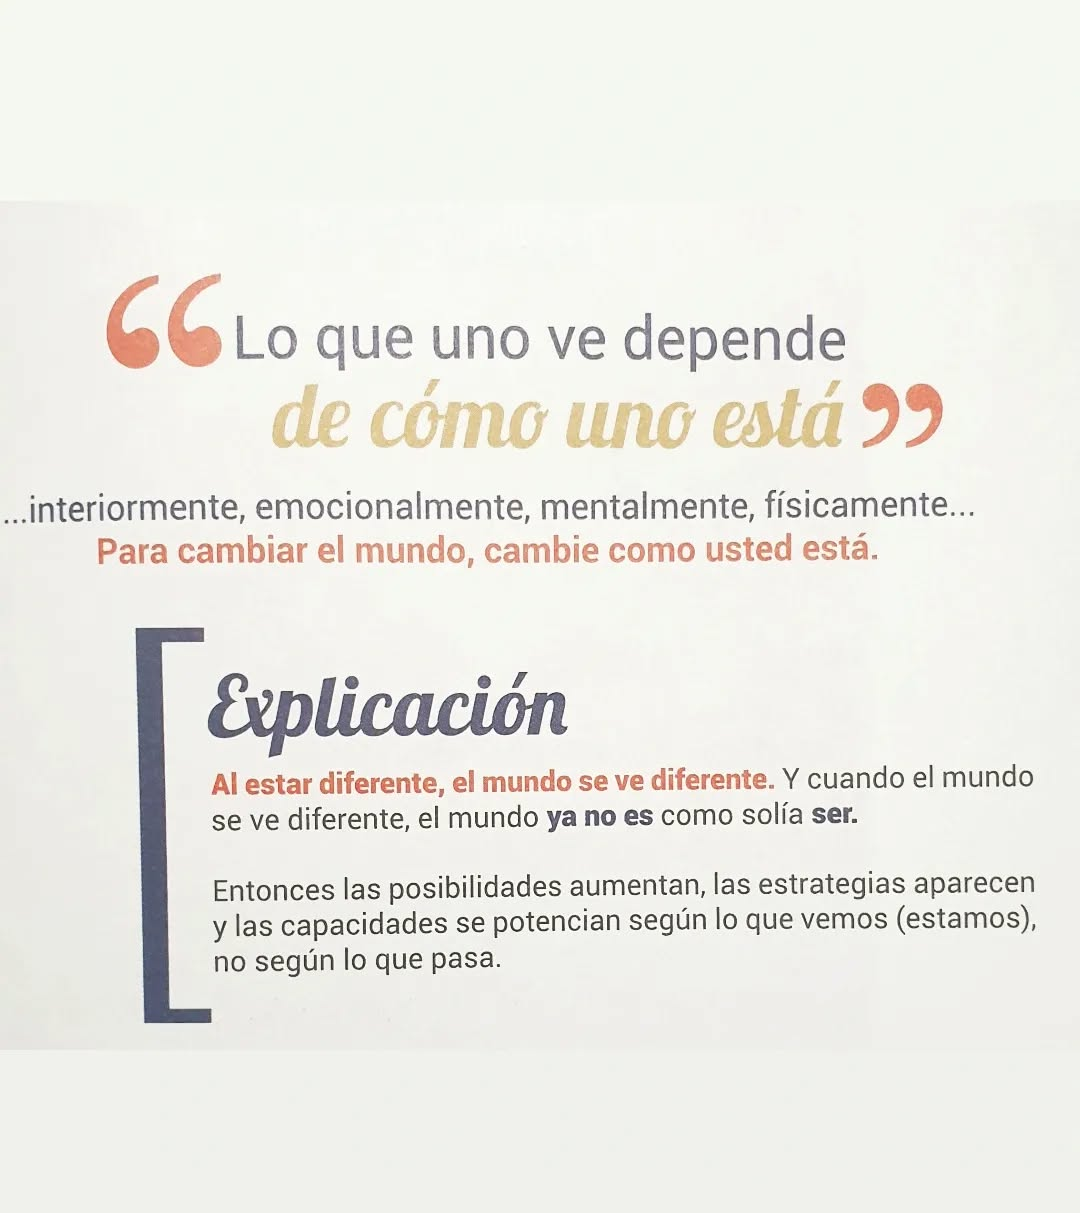 “Lo que uno ve depende
de cómo uno está”
...interiormente, emocionalmente, mentalmente, físicamente...
Para cambiar el mundo, cambie como usted está.
Explicación
Al estar diferente, el mundo se ve diferente. Y cuando el mundo
se ve diferente, el mundo ya no es como solía ser.
Entonces las posibilidades aumentan, las estrategias aparecen
y las capacidades se potencian según lo que vemos (estamos),
no según lo que pasa.